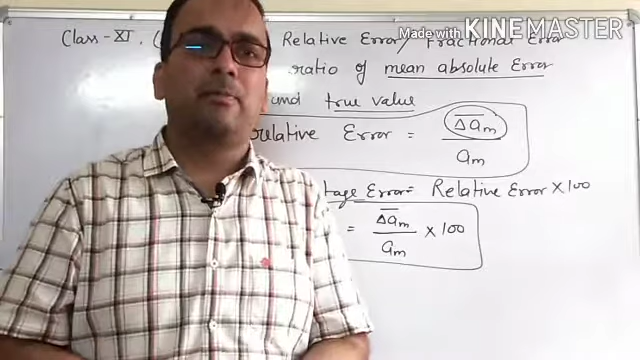 Made with KINEMASTER
Class-XI. Relative Error/ Fractional Error
ratio of mean absolute Error
and true value
relative Error = Δam / am
tage Error = Relative Error × 100
= Δam / am × 100